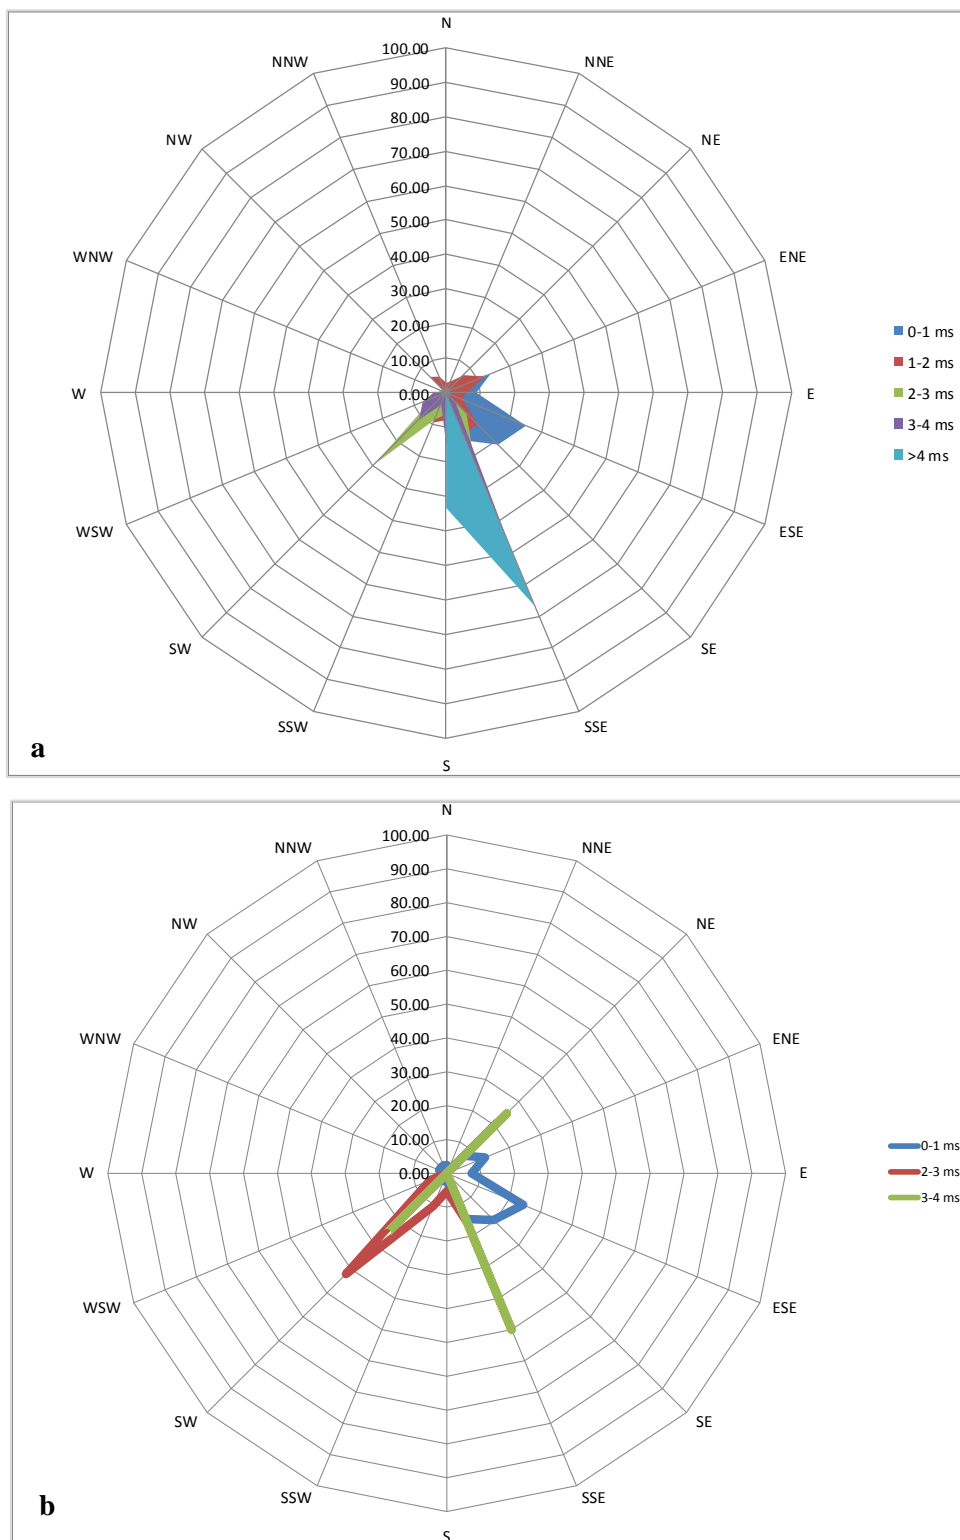 N
100.00
NNW
NNE
90.00
80.00
NW
NE
70.00
60.00
50.00
WNW
ENE
40.00
30.00
20.00
0-1 ms
1-2 ms
10.00
2-3 ms
W
0.00
E
3-4 ms
>4 ms
WSW
ESE
SW
SE
SSW
SSE
a
S
N
100.00
NNW
NNE
90.00
80.00
NW
NE
70.00
60.00
50.00
WNW
ENE
40.00
30.00
20.00
10.00
0-1 ms
W
0.00
E
2-3 ms
3-4 ms
WSW
ESE
SW
SE
SSW
SSE
b
S